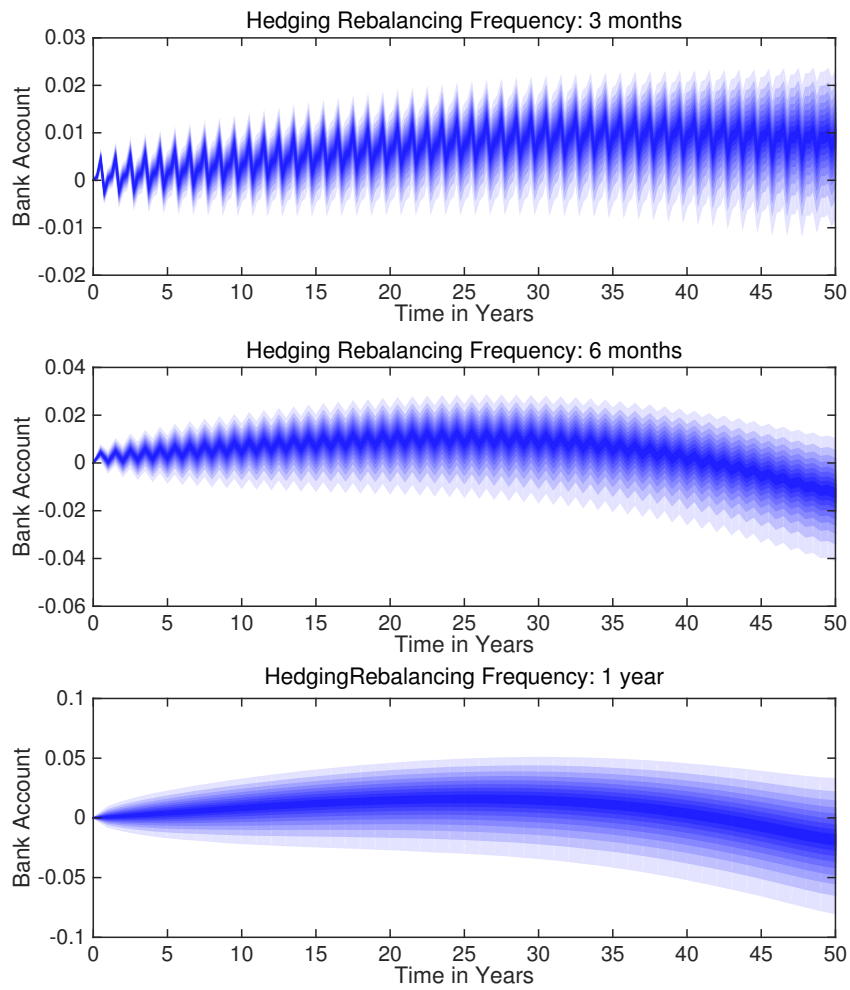 Hedging Rebalancing Frequency: 3 months
0.03
0.02
0.01
0
-0.01
-0.02
Bank Account
0 5 10 15 20 25 30 35 40 45 50
Time in Years
Hedging Rebalancing Frequency: 6 months
0.04
0.02
0
-0.02
-0.04
-0.06
Bank Account
0 5 10 15 20 25 30 35 40 45 50
Time in Years
HedgingRebalancing Frequency: 1 year
0.1
0.05
0
-0.05
-0.1
Bank Account
0 5 10 15 20 25 30 35 40 45 50
Time in Years